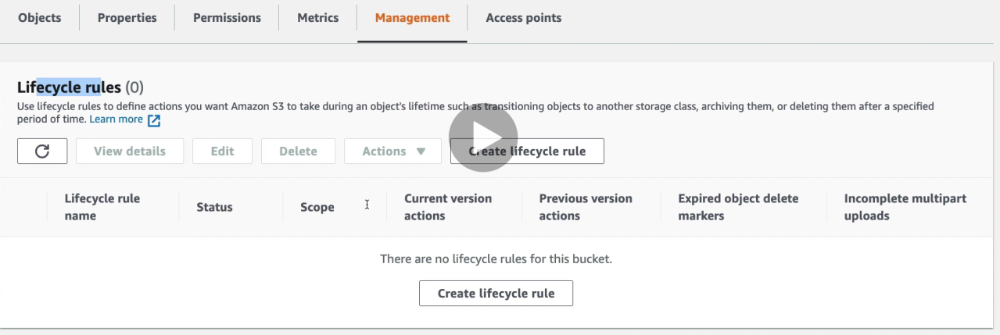 Objects Properties Permissions Metrics Management Access points
Lifecycle rules (0)
Use lifecycle rules to define actions you want Amazon S3 to take during an object's lifetime such as transitioning objects to another storage class, archiving them, or deleting them after a specified
period of time. Learn more
View details Edit Delete Actions Create lifecycle rule
Lifecycle rule name Status Scope Current version actions Previous version actions Expired object delete markers Incomplete multipart uploads
There are no lifecycle rules for this bucket.
Create lifecycle rule